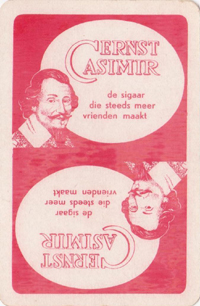 ERNST
CASIMIR
de sigaar
die steeds meer
vrienden maakt
ERNST
CASIMIR
de sigaar
die steeds meer
vrienden maakt